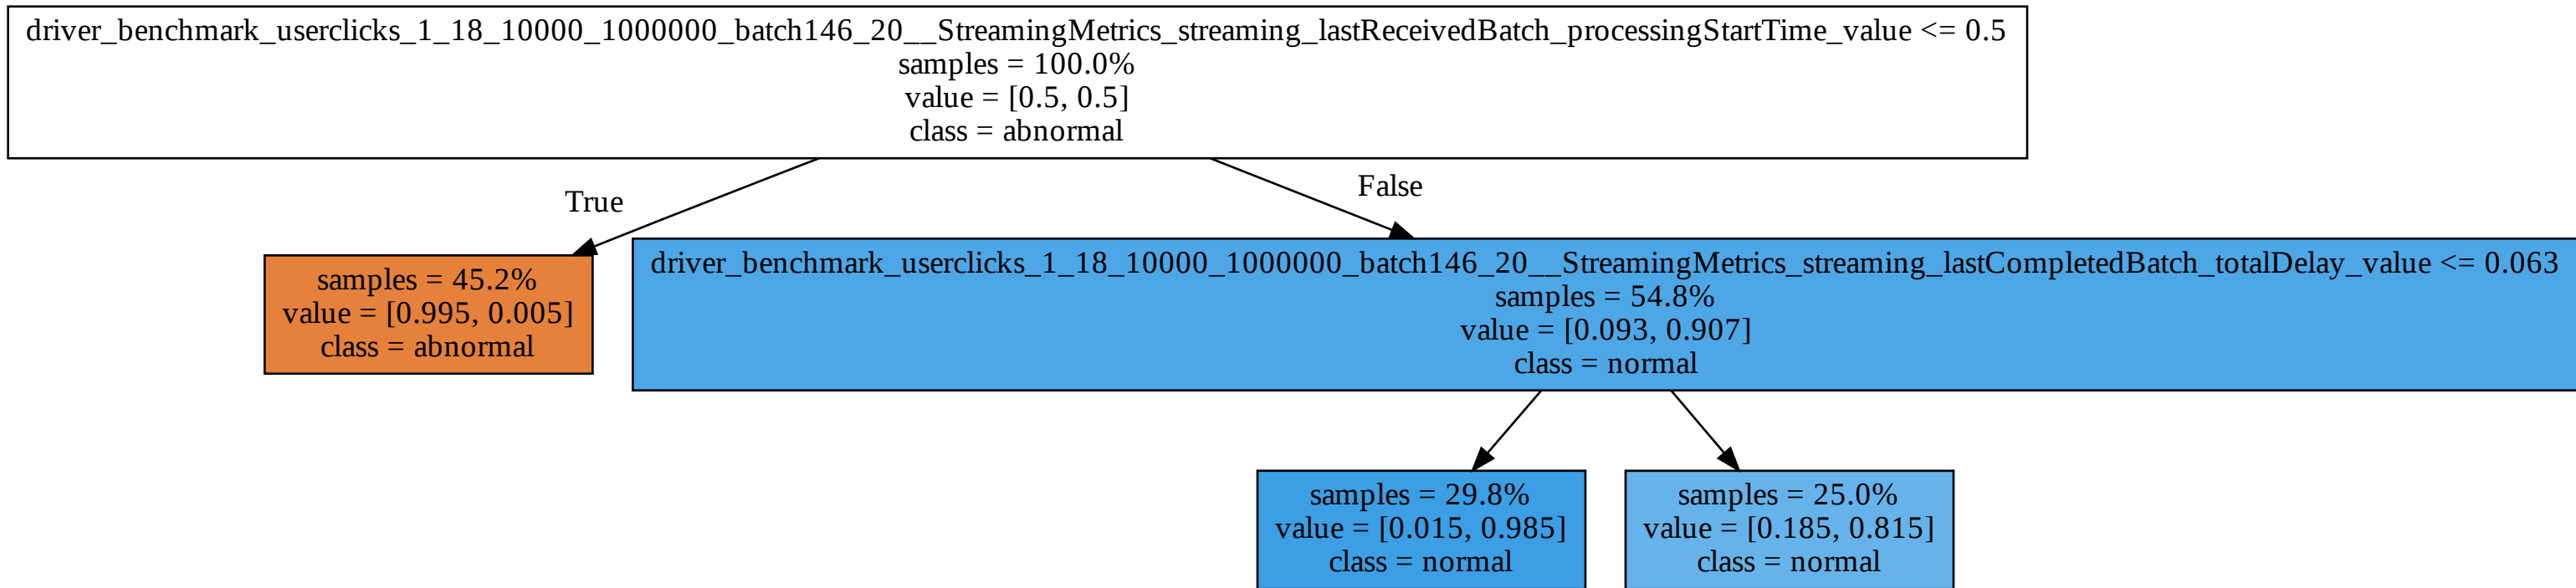 driver_benchmark_userclicks_1_18_10000_1000000_batch146_20__StreamingMetrics_streaming_lastReceivedBatch_processingStartTime_value <= 0.5
samples = 100.0%
value = [0.5, 0.5]
class = abnormal
True
False
samples = 45.2%
value = [0.995, 0.005]
class = abnormal
driver_benchmark_userclicks_1_18_10000_1000000_batch146_20__StreamingMetrics_streaming_lastCompletedBatch_totalDelay_value <= 0.063
samples = 54.8%
value = [0.093, 0.907]
class = normal
samples = 29.8%
value = [0.015, 0.985]
class = normal
samples = 25.0%
value = [0.185, 0.815]
class = normal